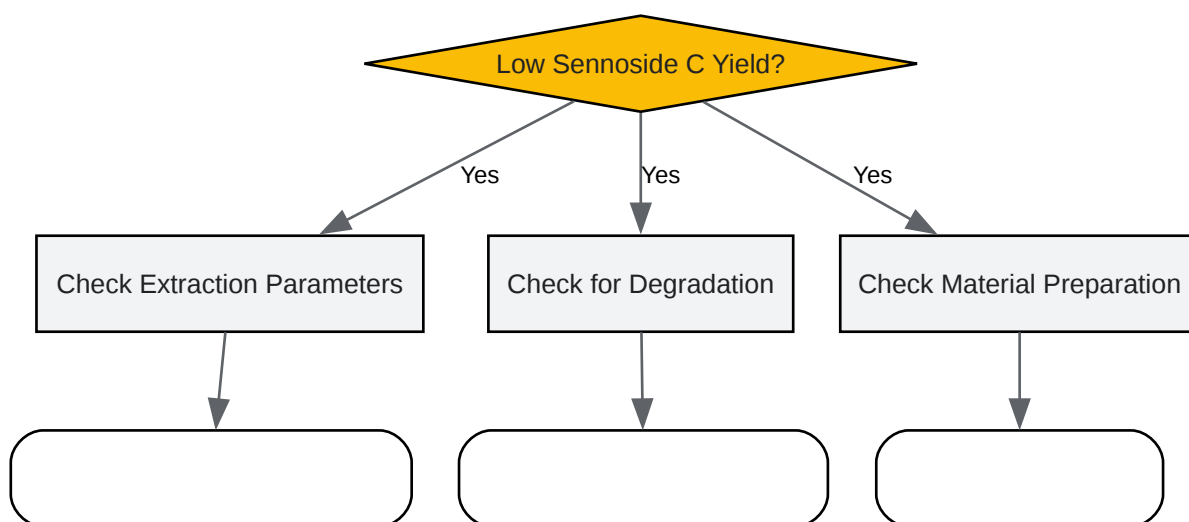 Low Sennoside C Yield?
Yes
Yes
Yes
Check Extraction Parameters
Check for Degradation
Check Material Preparation